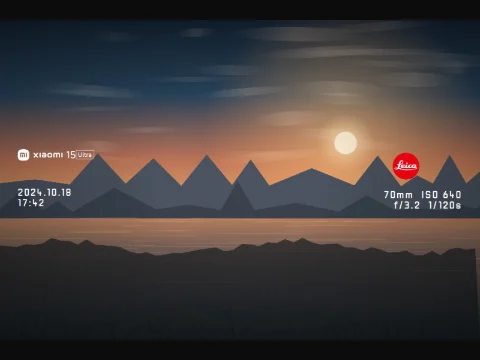 xiaomi 15 Ultra
2024.10.18
17:42
Leica
70mm ISO 640
f/3.2 1/120s